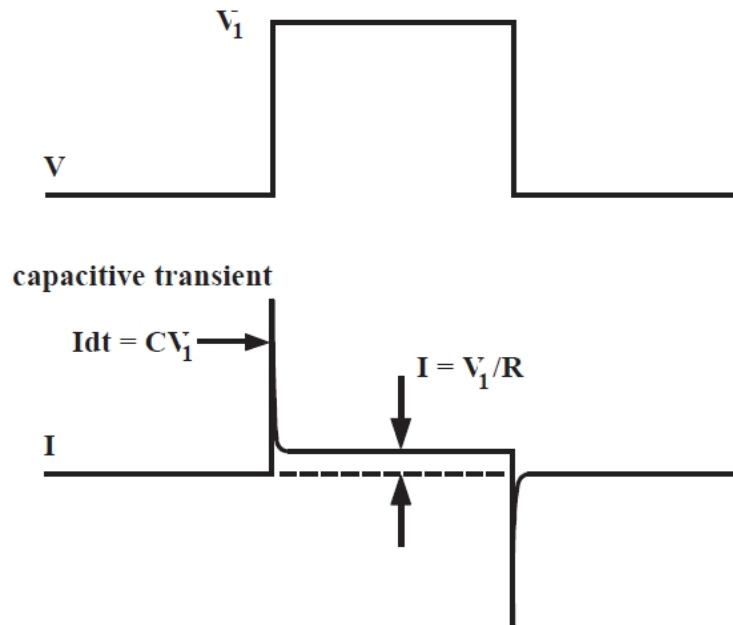 V₁
V
capacitive transient
Idt = CV₁
I = V₁/R
I